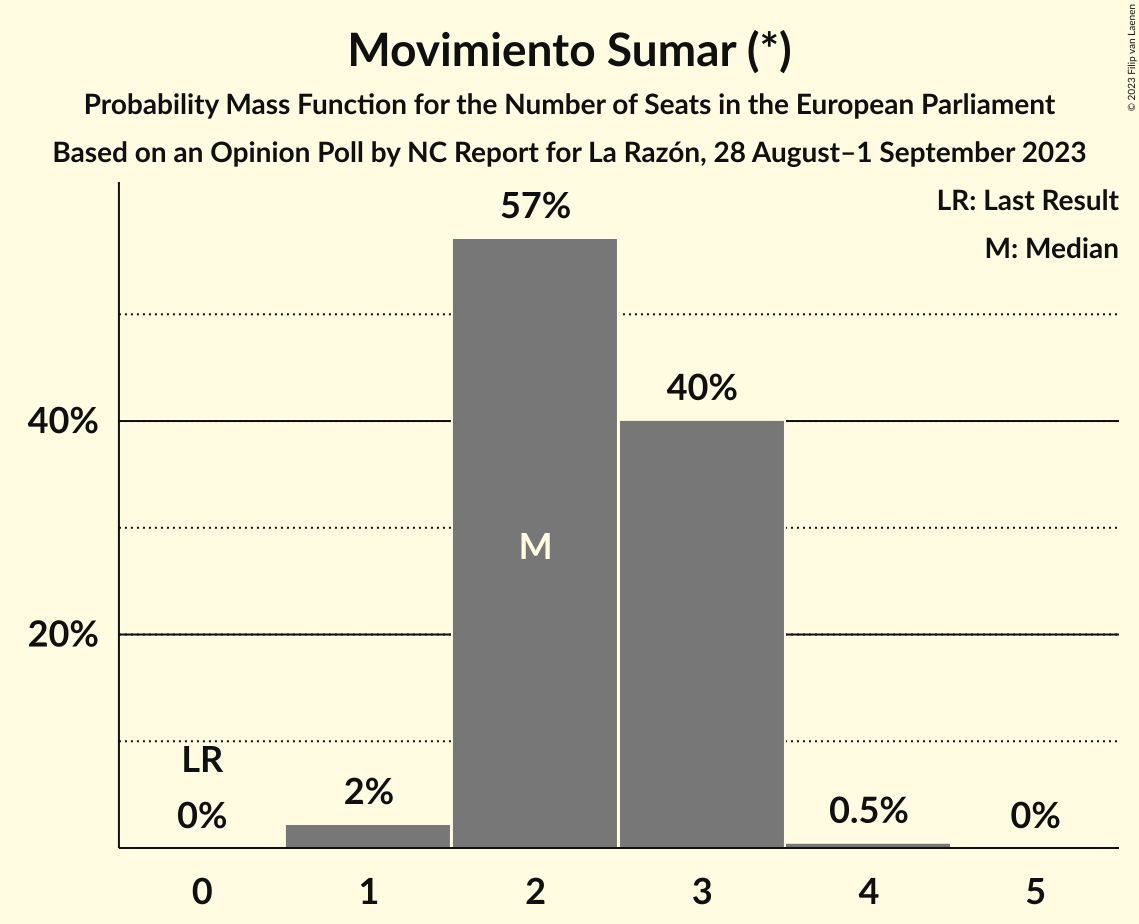 Movimiento Sumar (*)
Probability Mass Function for the Number of Seats in the European Parliament
Based on an Opinion Poll by NC Report for La Razón, 28 August–1 September 2023
© 2023 Filip van Laenen
LR: Last Result
M: Median
57%
40%
40%
M
20%
LR
0%
2%
0.5%
0%
0 1 2 3 4 5